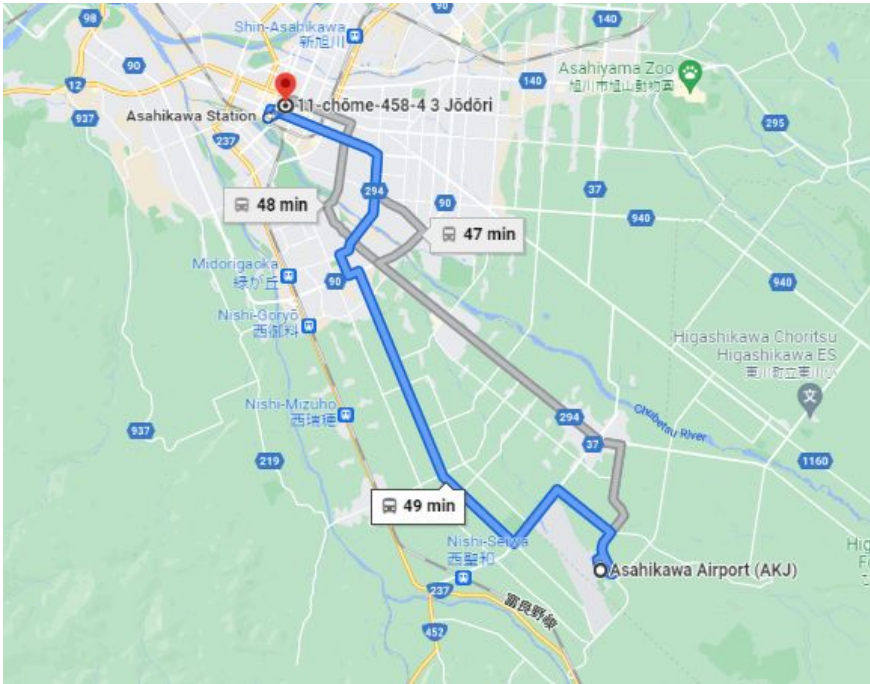 98
90
140
Shin-Asahikawa
新旭川
90
12
140
Asahiyama Zoo
旭川市旭山動物園
11-chōme-458-4 3 Jōdōri
Asahikawa Station
937
237
295
294
37
48 min
90
940
47 min
Midorigaoka
緑が丘
90
940
Nishi-Goryō
西御料
Higashikawa Choritsu
Higashikawa ES
東川町立東川小
Nishi-Mizuho
西瑞穂
294
Chūbetsu River
937
37
219
1160
49 min
Nishi-Seiwa
西聖和
Hig
Asahikawa Airport (AKJ)
237
富良野線
452